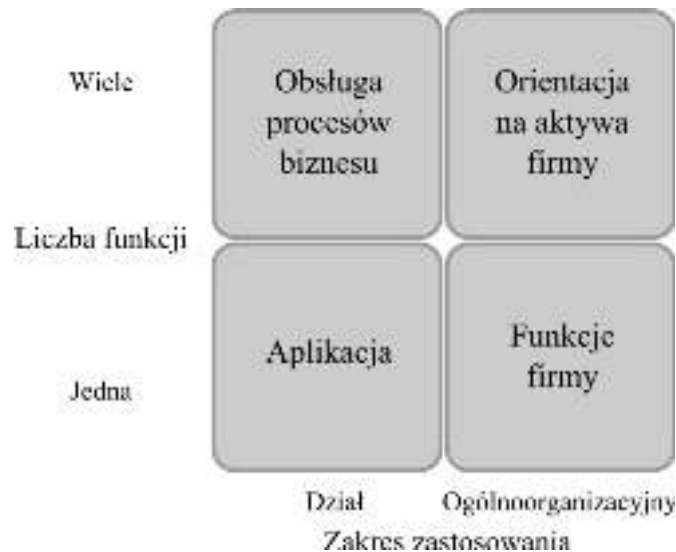 Wiele
Obsługa
procesów
biznesu
Orientacja
na aktywa
firmy
Liczba funkcji
Jedna
Aplikacja
Funkcje
firmy
Dział
Ogólnoorganizacyjny
Zakres zastosowania